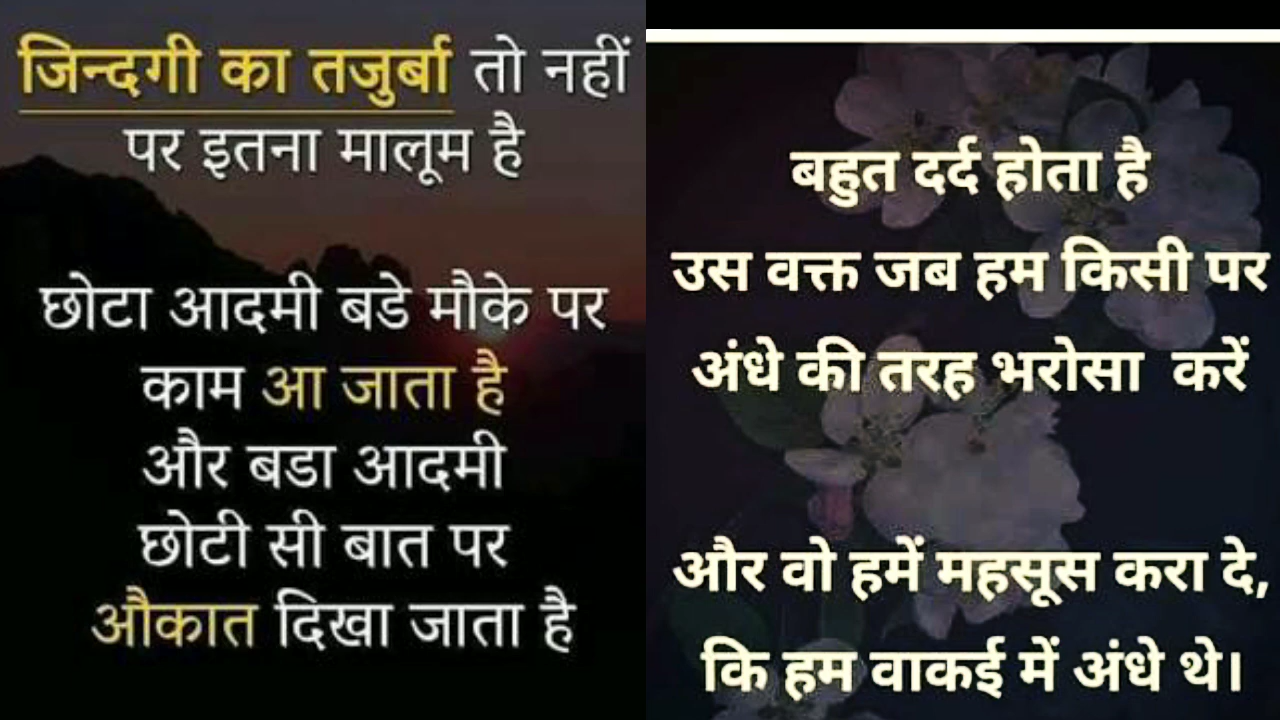 जिन्दगी का तजुर्बा तो नहीं
पर इतना मालूम है
छोटा आदमी बडे मौके पर
काम आ जाता है
और बडा आदमी
छोटी सी बात पर
औकात दिखा जाता है
बहुत दर्द होता है
उस वक्त जब हम किसी पर
अंधे की तरह भरोसा करें
और वो हमें महसूस करा दे,
कि हम वाकई में अंधे थे।